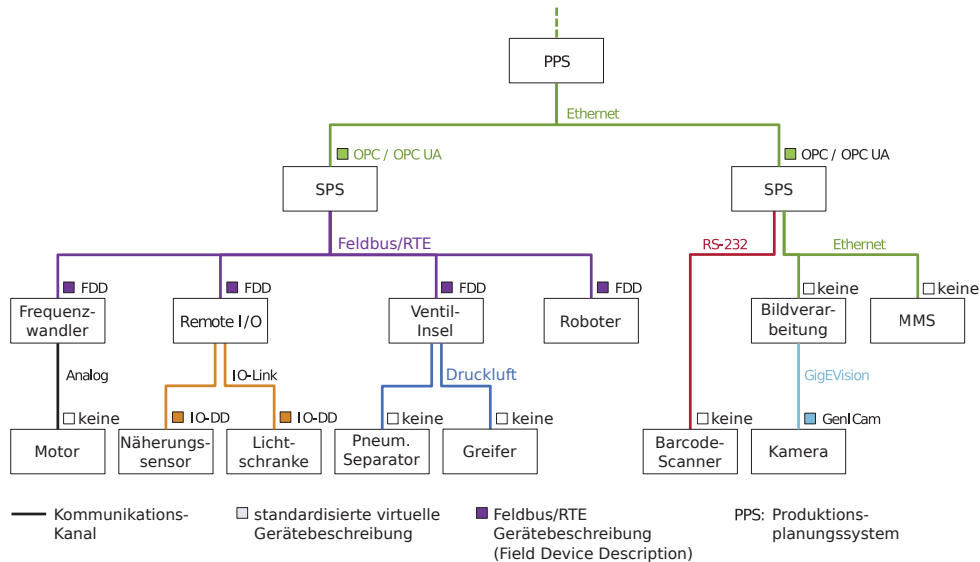 PPS
Ethernet
OPC / OPC UA
OPC / OPC UA
SPS
SPS
Feldbus/RTE
RS-232
Ethernet
FDD
FDD
FDD
FDD
keine
keine
Frequenz-
wandler
Remote I/O
Ventil-
Insel
Roboter
Bildverar-
beitung
MMS
Analog
IO-Link
Druckluft
GigEVision
keine
IO-DD
IO-DD
keine
keine
keine
GenICam
Motor
Näherungs-
sensor
Licht-
schranke
Pneum.
Separator
Greifer
Barcode-
Scanner
Kamera
Kommunikations-
Kanal
standardisierte virtuelle
Gerätebeschreibung
Feldbus/RTE
Gerätebeschreibung
(Field Device Description)
PPS: Produktions-
planungssystem